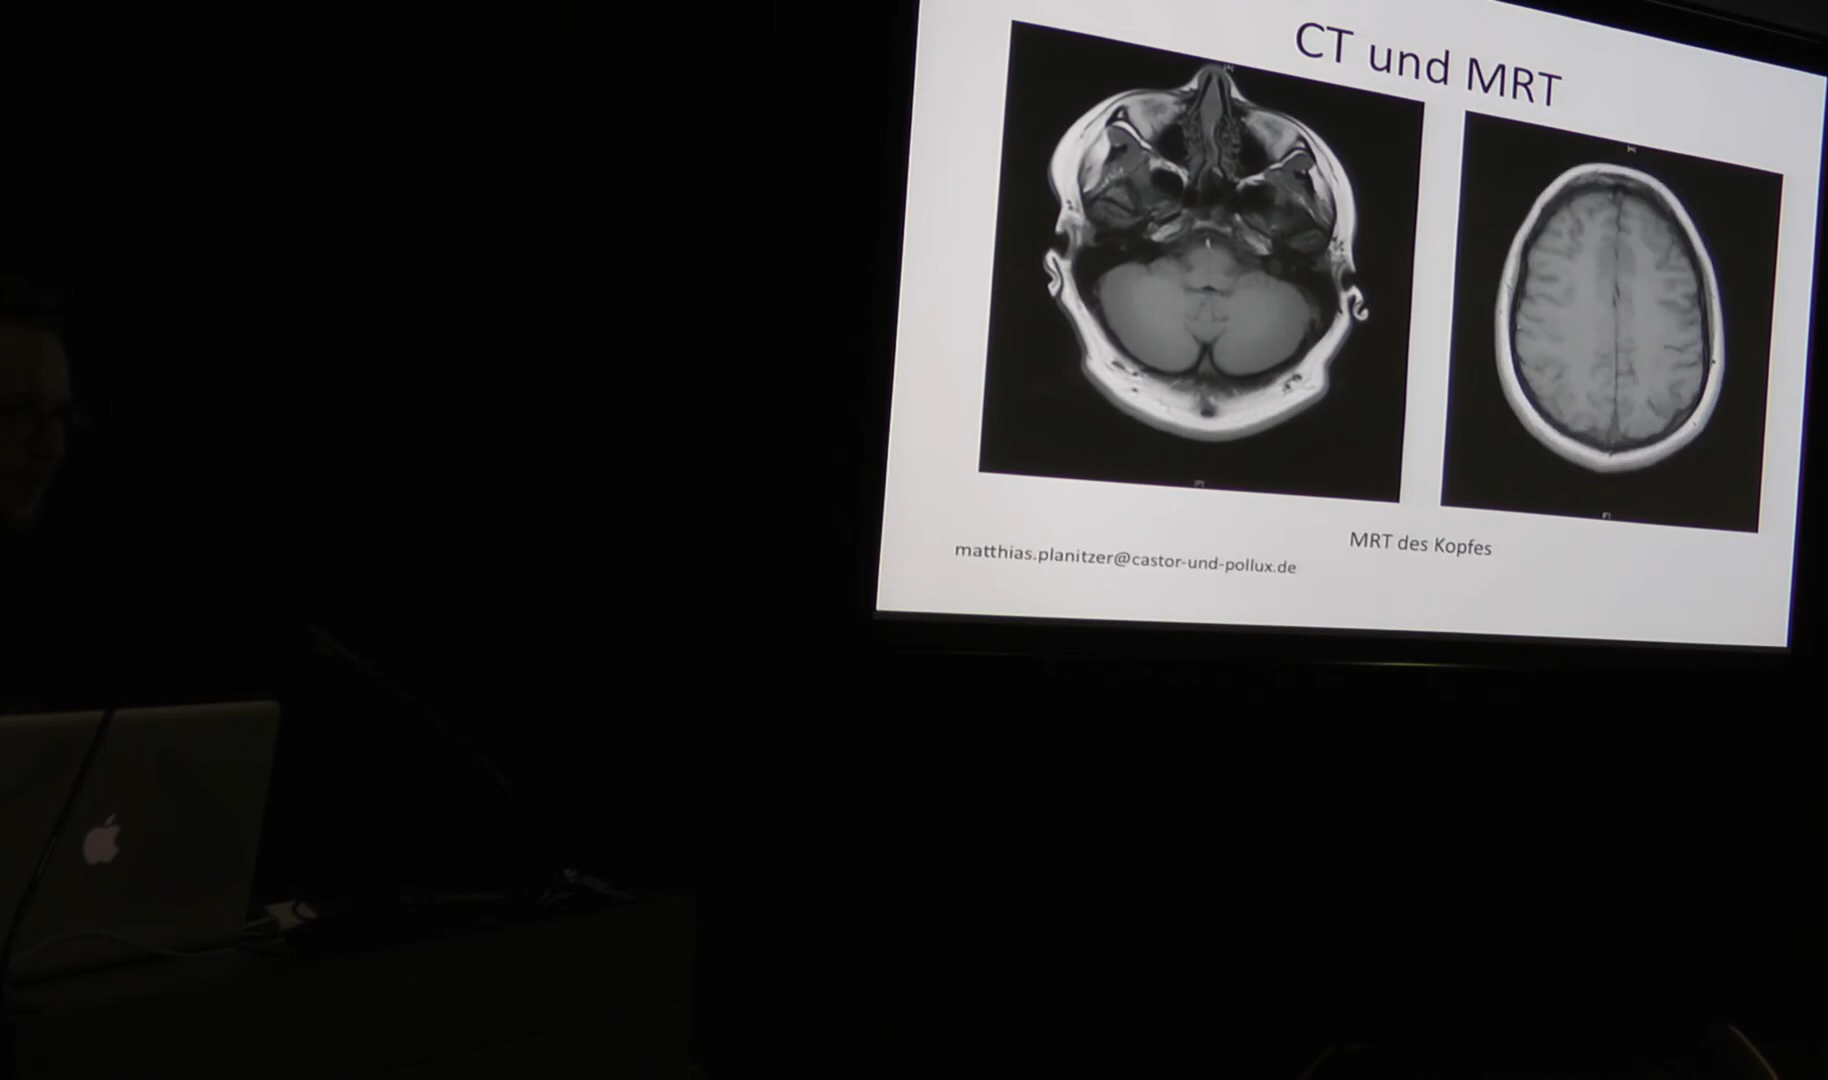 CT und MRT
MRT des Kopfes
matthias.planitzer@castor-und-pollux.de